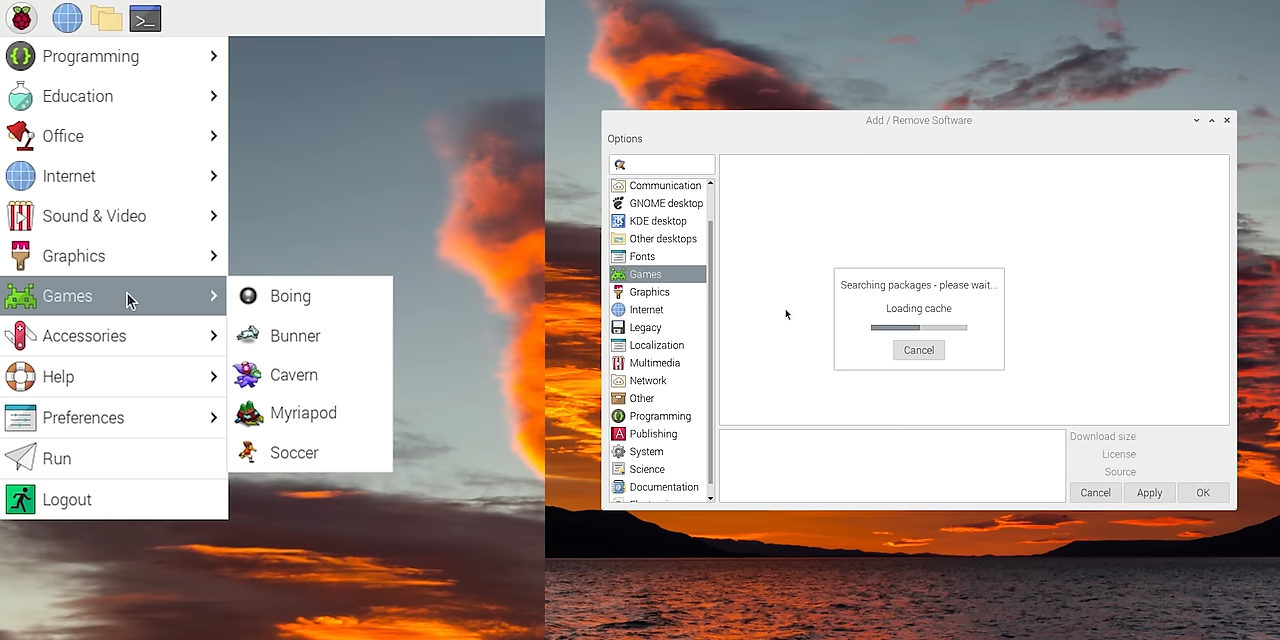 >_
Programming
Education
Office
Internet
Sound & Video
Graphics
Games
Accessories
Help
Preferences
Run
Logout
Boing
Bunner
Cavern
Myriapod
Soccer
Add / Remove Software
Options
Communication
GNOME desktop
KDE desktop
Other desktops
Fonts
Games
Graphics
Internet
Legacy
Localization
Multimedia
Network
Other
Programming
Publishing
System
Science
Documentation
Searching packages - please wait...
Loading cache
Cancel
Download size
License
Source
Cancel Apply OK